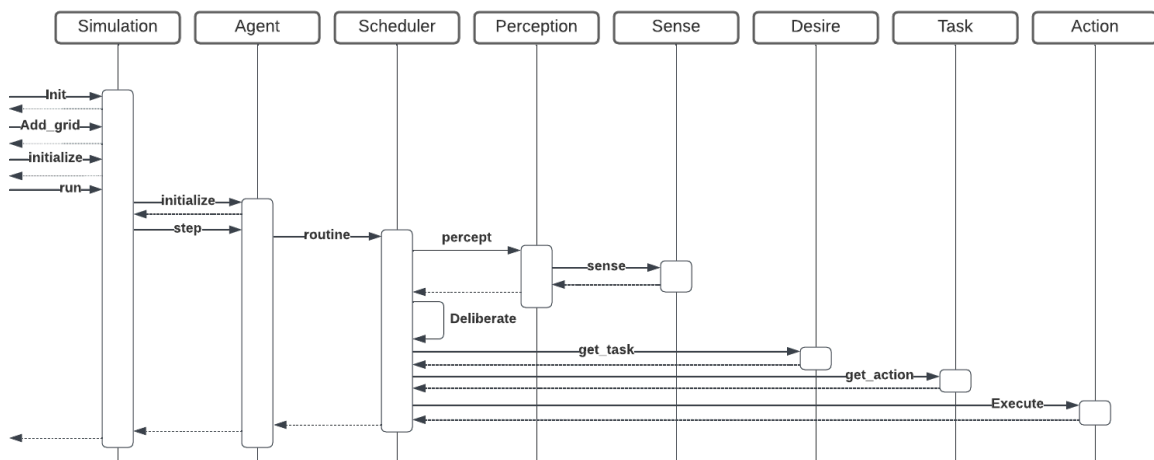 Simulation
Agent
Scheduler
Perception
Sense
Desire
Task
Action
Init
Add_grid
initialize
run
initialize
step
routine
percept
sense
Deliberate
get_task
get_action
Execute